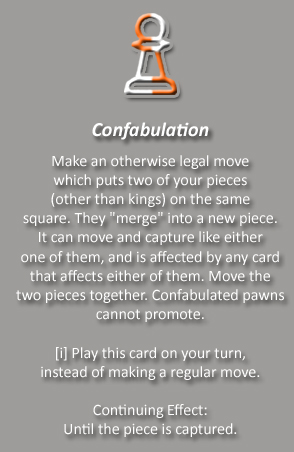 Confabulation
Make an otherwise legal move
which puts two of your pieces
(other than kings) on the same
square. They "merge" into a new piece.
It can move and capture like either
one of them, and is affected by any card
that affects either of them. Move the
two pieces together. Confabulated pawns
cannot promote.
[i] Play this card on your turn,
instead of making a regular move.
Continuing Effect:
Until the piece is captured.